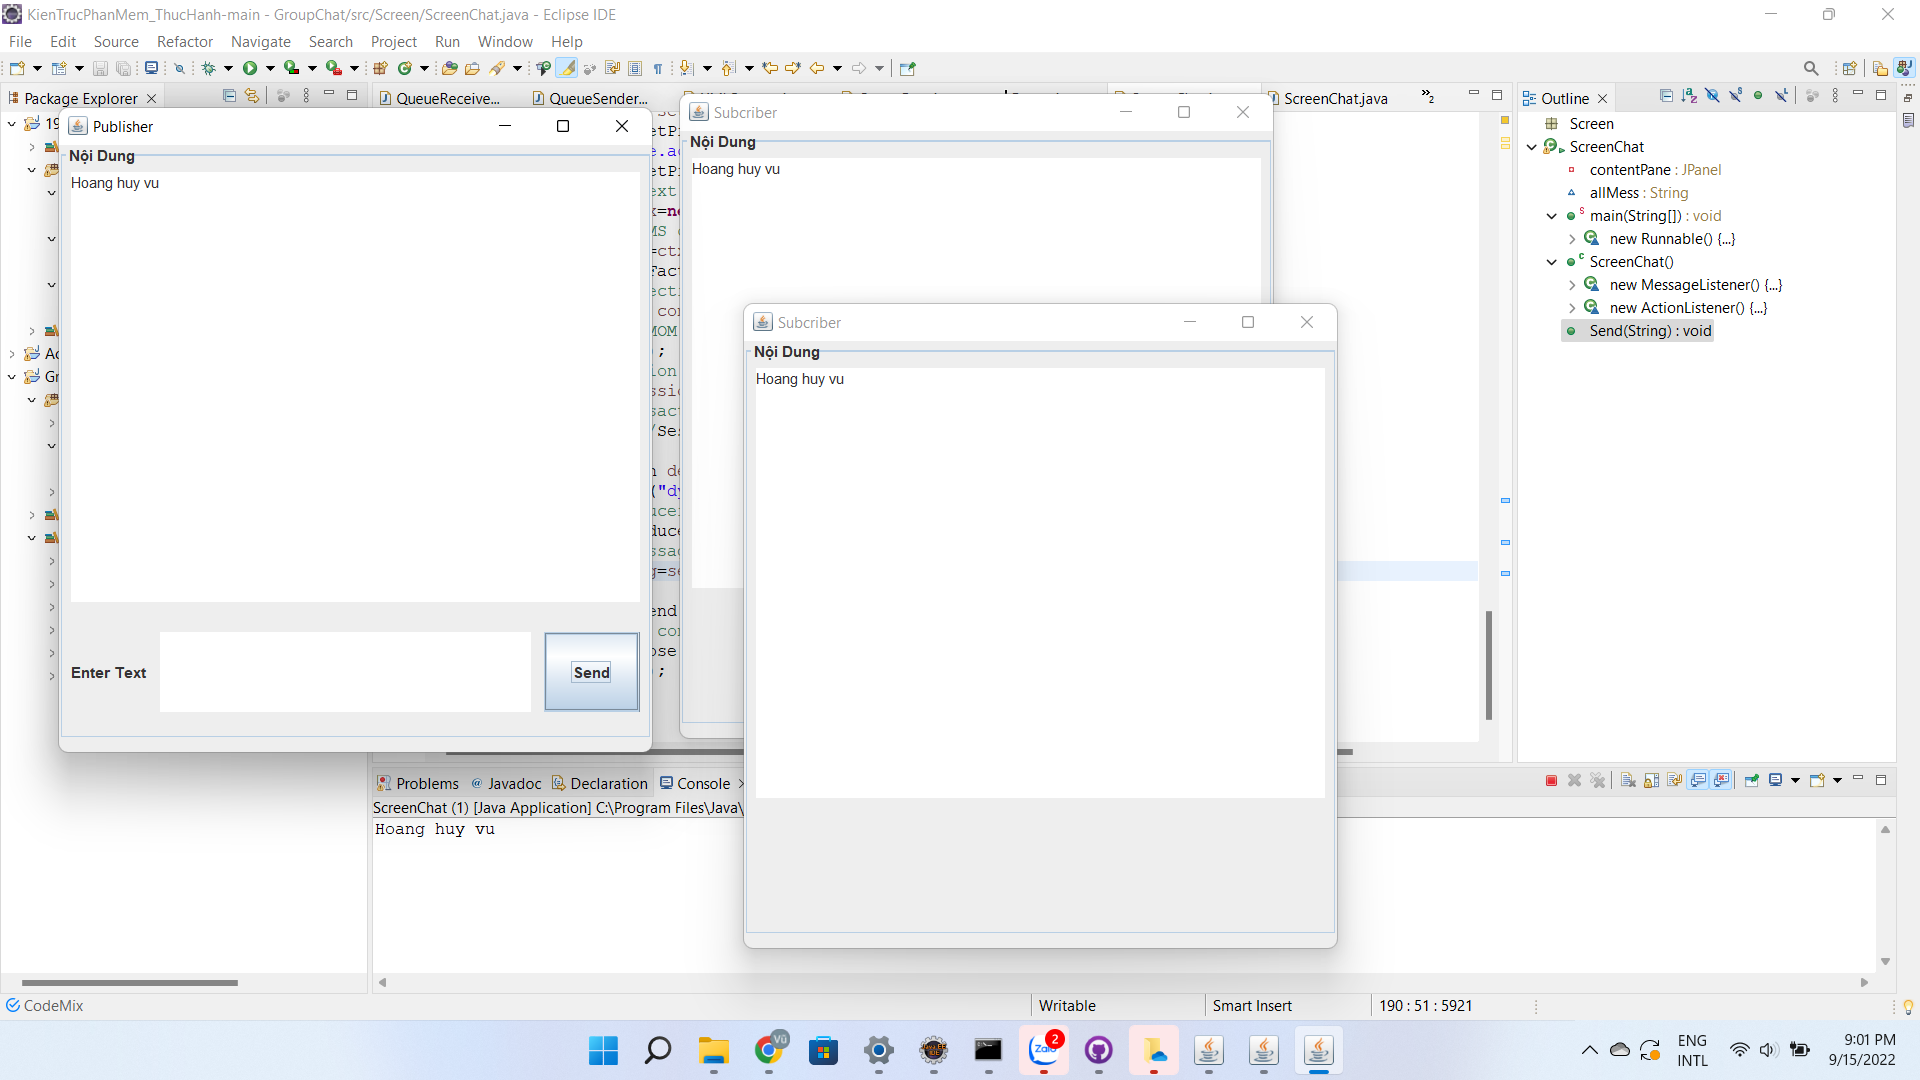 KienTrucPhanMem_ThucHanh-main - GroupChat/src/Screen/ScreenChat.java - Eclipse IDE
File Edit Source Refactor Navigate Search Project Run Window Help
Package Explorer
QueueReceive...
QueueSender...
ScreenChat.java
2
Outline
Publisher
Nội Dung
Hoang huy vu
Enter Text
Send
Subcriber
Nội Dung
Hoang huy vu
Subcriber
Nội Dung
Hoang huy vu
Screen
ScreenChat
contentPane : JPanel
allMess : String
main(String[]) : void
new Runnable() {...}
ScreenChat()
new MessageListener() {...}
new ActionListener() {...}
Send(String) : void
Problems Javadoc Declaration Console
ScreenChat (1) [Java Application] C:\Program Files\Java\
Hoang huy vu
CodeMix
Writable Smart Insert 190 : 51 : 5921
Vũ
Zalo 2
ENG
INTL
9:01 PM
9/15/2022